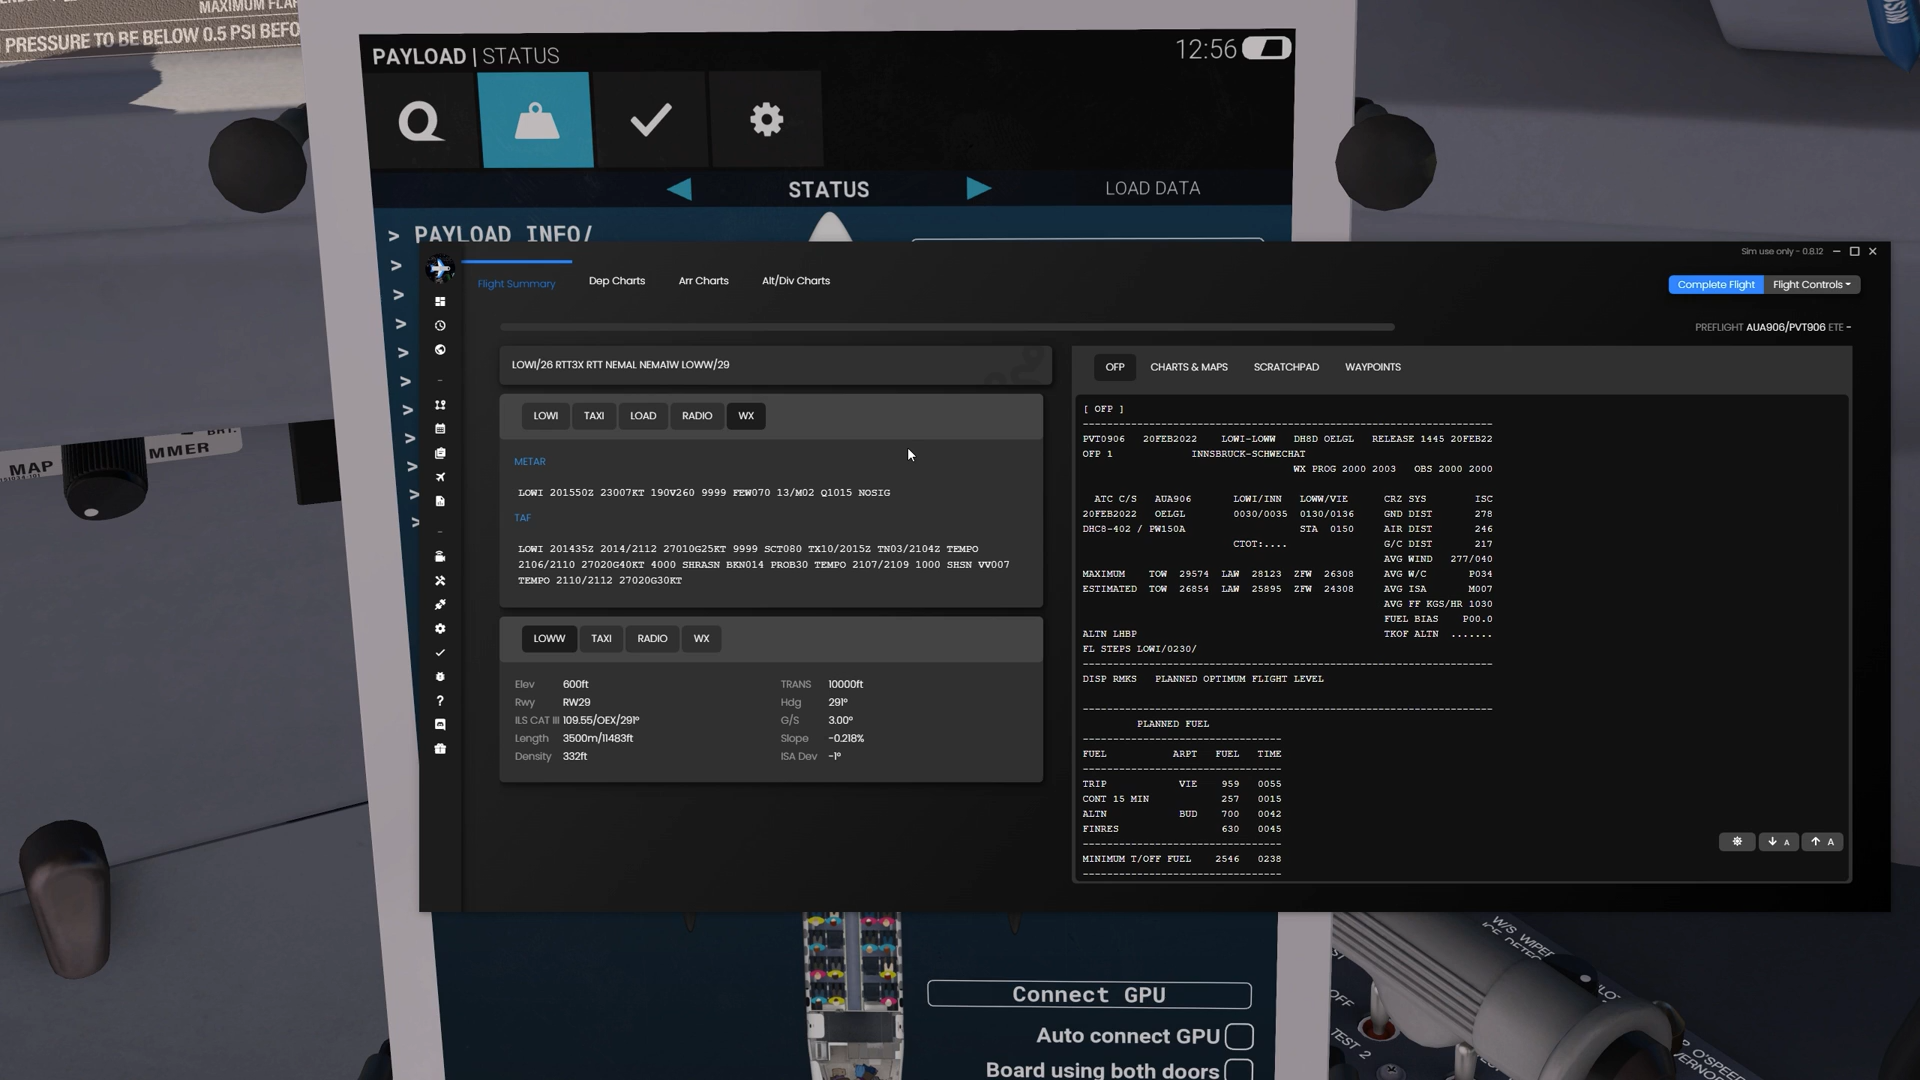 MAXIMUM FLAP
PRESSURE TO BE BELOW 0.5 PSI BEFO
PAYLOAD | STATUS
12:56
Q
STATUS
LOAD DATA
> PAYLOAD INFO/
>
>
>
>
>
>
>
>
>
>
MAP
BRT.
MMER
Sim use only - 0.8.12
Flight Summary
Dep Charts
Arr Charts
Alt/Div Charts
Complete Flight
Flight Controls
PREFLIGHT AUA906/PVT906 ETE -
LOWI/26 RTT3X RTT NEMAL NEMA1W LOWW/29
LOWI TAXI LOAD RADIO WX
METAR
LOWI 201550Z 23007KT 190V260 9999 FEW070 13/M02 Q1015 NOSIG
TAF
LOWI 201435Z 2014/2112 27010G25KT 9999 SCT080 TX10/2015Z TN03/2104Z TEMPO
2106/2110 27020G40KT 4000 SHRASN BKN014 PROB30 TEMPO 2107/2109 1000 SHSN VV007
TEMPO 2110/2112 27020G30KT
LOWW TAXI RADIO WX
Elev 600ft TRANS 10000ft
Rwy RW29 Hdg 291°
ILS CAT III 109.55/OEX/291° G/S 3.00°
Length 3500m/11483ft Slope -0.218%
Density 332ft ISA Dev -1°
OFP CHARTS & MAPS SCRATCHPAD WAYPOINTS
[ OFP ]
PVT0906 20FEB2022 LOWI-LOWW DH8D OELGL RELEASE 1445 20FEB22
OFP 1 INNSBRUCK-SCHWECHAT
WX PROG 2000 2003 OBS 2000 2000
ATC C/S AUA906 LOWI/INN LOWW/VIE CRZ SYS ISC
20FEB2022 OELGL 0030/0035 0130/0136 GND DIST 278
DHC8-402 / PW150A STA 0150 AIR DIST 246
CTOT:.... G/C DIST 217
AVG WIND 277/040
MAXIMUM TOW 29574 LAW 28123 ZFW 26308 AVG W/C P034
ESTIMATED TOW 26854 LAW 25895 ZFW 24308 AVG ISA M007
AVG FF KGS/HR 1030
FUEL BIAS P00.0
ALTN LHBP TKOF ALTN .......
FL STEPS LOWI/0230/
DISP RMKS PLANNED OPTIMUM FLIGHT LEVEL
PLANNED FUEL
FUEL ARPT FUEL TIME
TRIP VIE 959 0055
CONT 15 MIN 257 0015
ALTN BUD 700 0042
FINRES 630 0045
MINIMUM T/OFF FUEL 2546 0238
A
A
Connect GPU
Auto connect GPU
Board using both doors
W/S WIPER
OFF
TEST 2